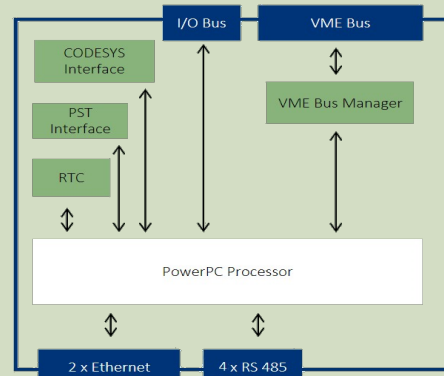 I/O Bus
VME Bus
CODESYS
Interface
VME Bus Manager
PST
Interface
RTC
PowerPC Processor
2 x Ethernet
4 x RS 485